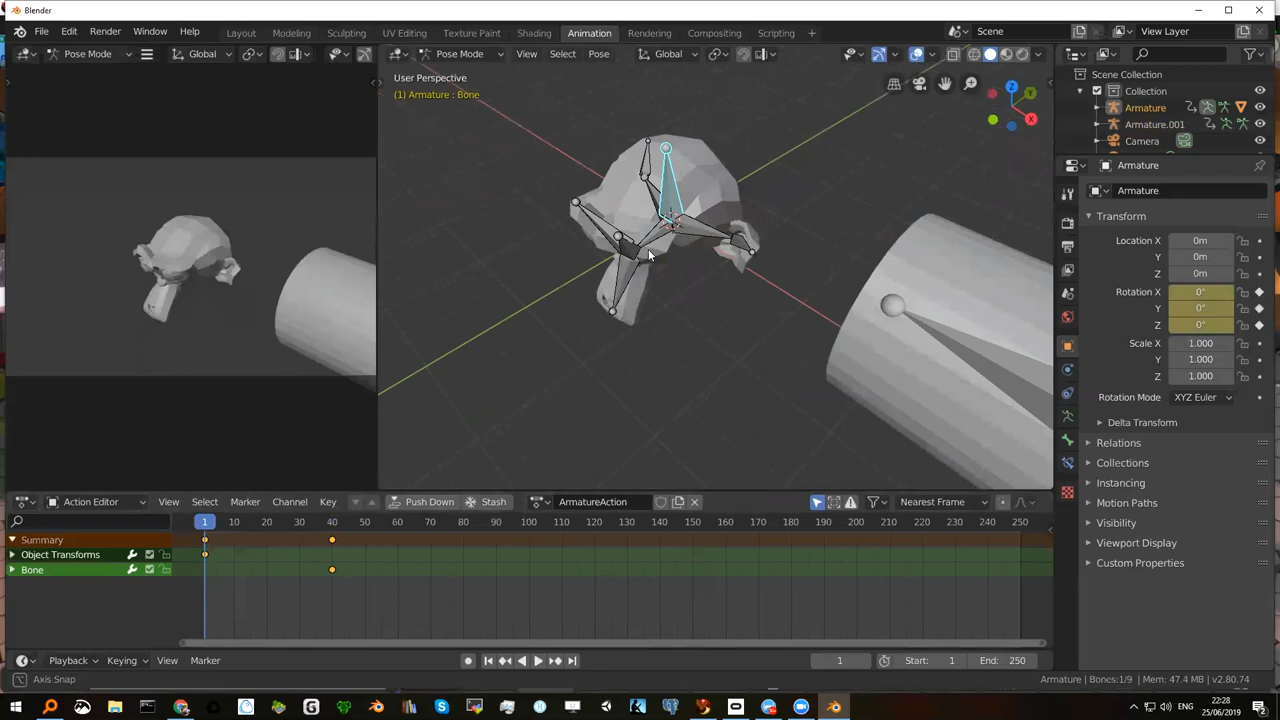 Blender
File Edit Render Window Help Layout Modeling Sculpting UV Editing Texture Paint Shading Animation Rendering Compositing Scripting + Scene View Layer
Pose Mode Global Pose Mode View Select Pose Global
User Perspective
(1) Armature : Bone
Z
Y
X
Scene Collection
Collection
Armature
Armature.001
Camera
Armature
Armature
Transform
Location X 0m
Y 0m
Z 0m
Rotation X 0°
Y 0°
Z 0°
Scale X 1.000
Y 1.000
Z 1.000
Rotation Mode XYZ Euler
Delta Transform
Relations
Collections
Instancing
Motion Paths
Visibility
Viewport Display
Custom Properties
Action Editor View Select Marker Channel Key Push Down Stash ArmatureAction Nearest Frame
1 10 20 30 40 50 60 70 80 90 100 110 120 130 140 150 160 170 180 190 200 210 220 230 240 250
Summary
Object Transforms
Bone
Playback Keying View Marker 1 Start: 1 End: 250
Axis Snap Armature | Bones:1/9 | Mem: 47.4 MB | v2.80.74
22:28
25/06/2019